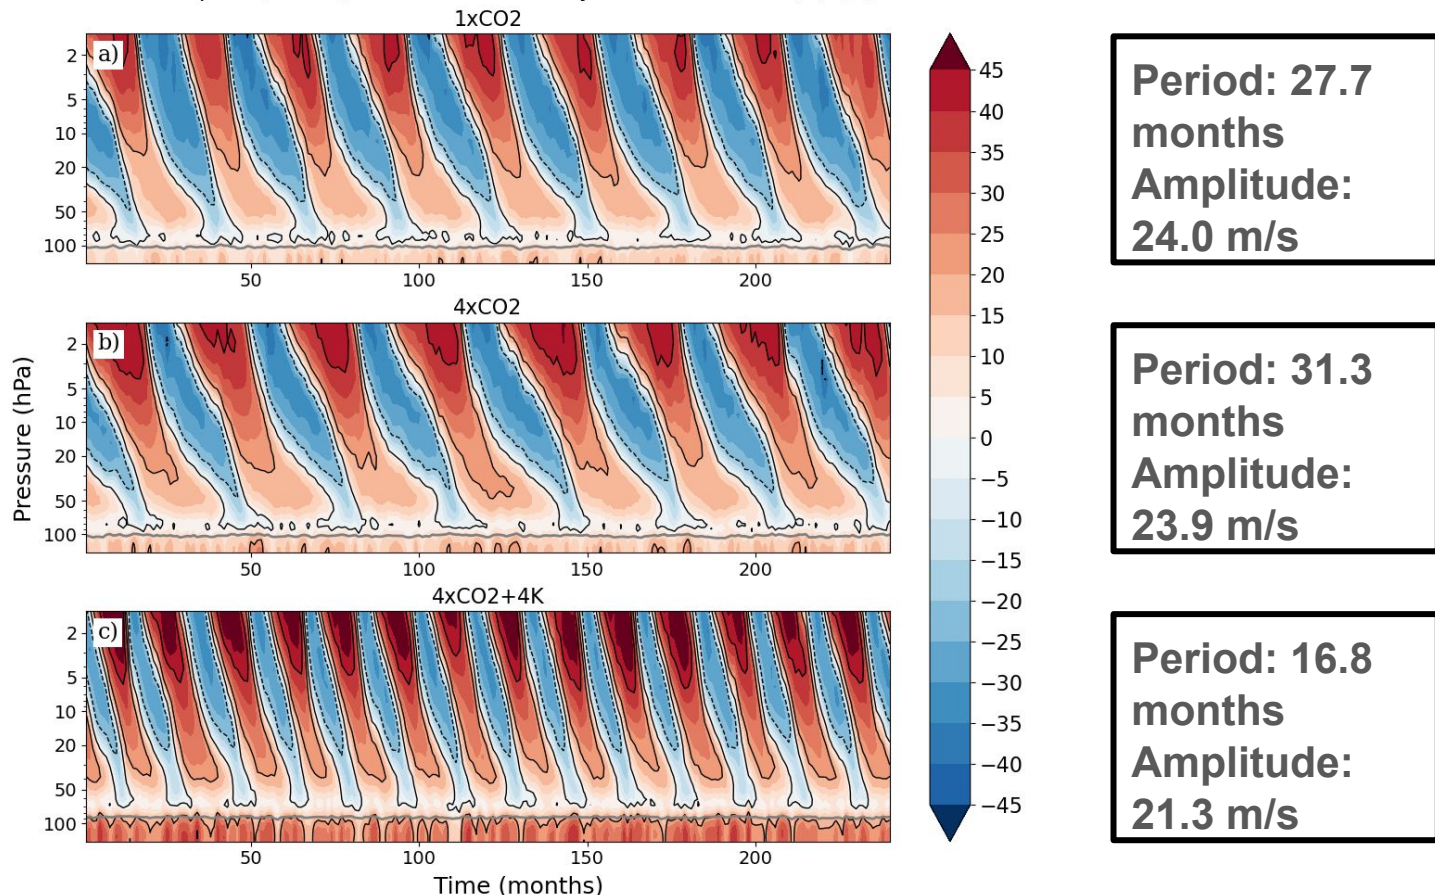 1xCO2
a)
2
5
10
20
50
100
50 100 150 200
4xCO2
b)
2
5
10
20
50
100
50 100 150 200
4xCO2+4K
c)
2
5
10
20
50
100
50 100 150 200
Pressure (hPa)
Time (months)
45
40
35
30
25
20
15
10
5
0
−5
−10
−15
−20
−25
−30
−35
−40
−45
Period: 27.7
months
Amplitude:
24.0 m/s
Period: 31.3
months
Amplitude:
23.9 m/s
Period: 16.8
months
Amplitude:
21.3 m/s